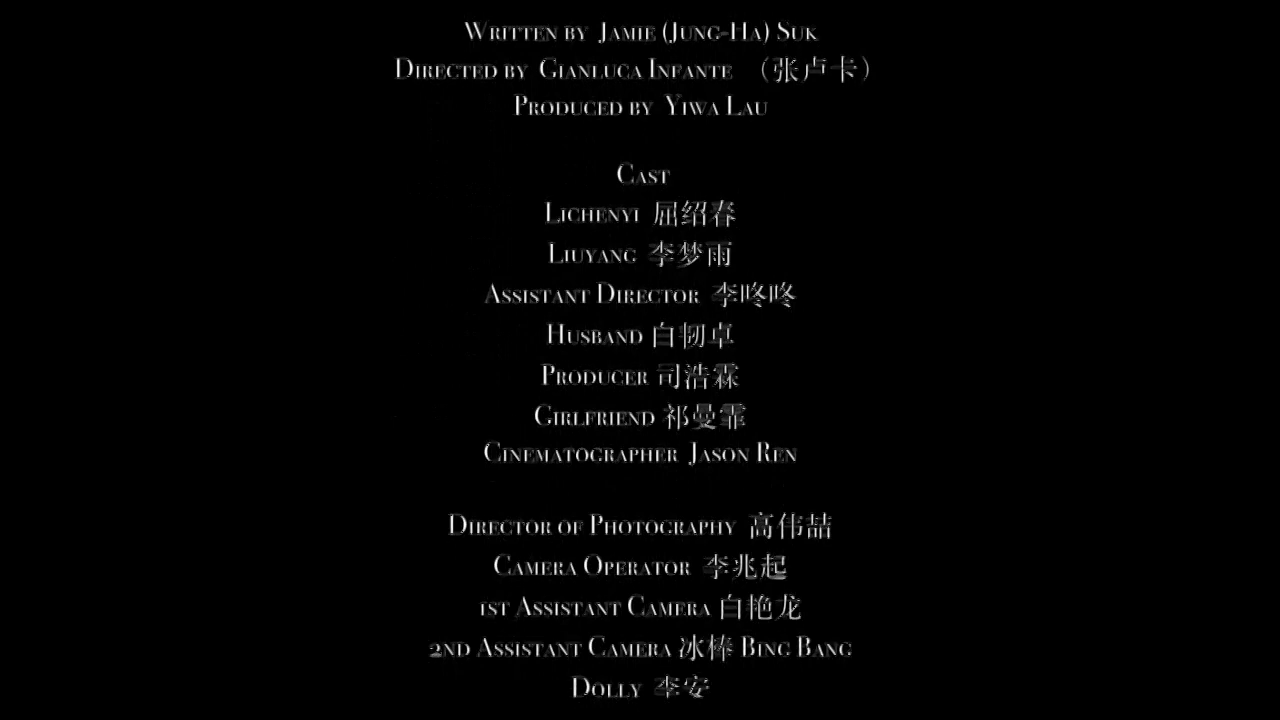 Written by Jamie (Jung-Ha) Suk
Directed by Gianluca Infante （张卢卡）
Produced by Yiwa Lau
Cast
Lichenyi 屈绍春
Liuyang 李梦雨
Assistant Director 李咚咚
Husband 白韧卓
Producer 司浩霖
Girlfriend 祁曼霏
Cinematographer Jason Ren
Director of Photography 高伟喆
Camera Operator 李兆起
1st Assistant Camera 白艳龙
2nd Assistant Camera 冰棒 Bing Bang
Dolly 李安